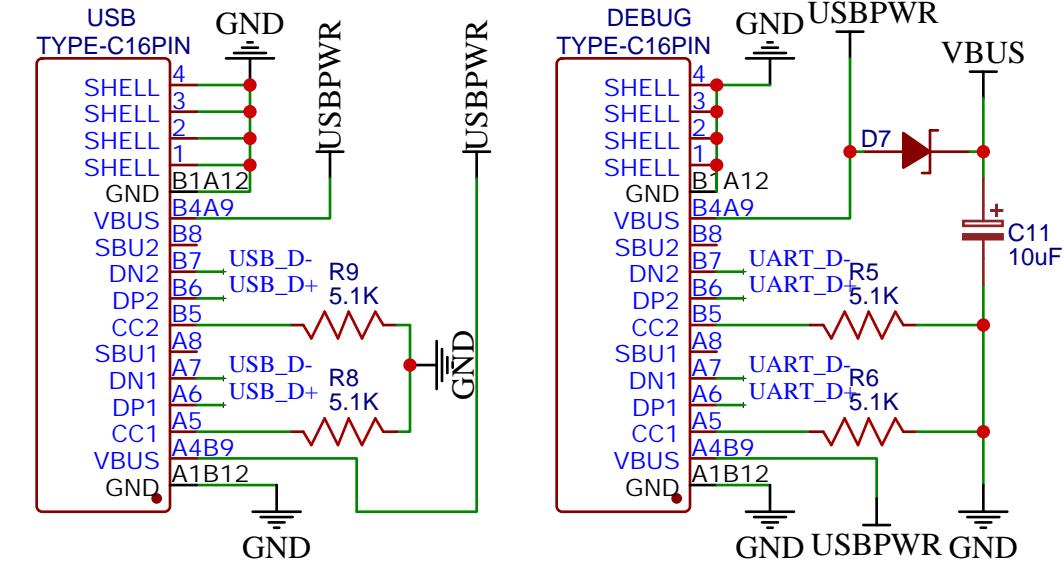 USB
TYPE-C16PIN
GND
USBPWR
USBPWR
SHELL 4
SHELL 3
SHELL 2
SHELL 1
GND B1A12
VBUS B4A9
SBU2 B8
DN2 B7 USB_D-
DP2 B6 USB_D+
CC2 B5
R9
5.1K
SBU1 A8
DN1 A7 USB_D-
DP1 A6 USB_D+
CC1 A5
R8
5.1K
GND
VBUS A4B9
GND A1B12
GND
DEBUG
TYPE-C16PIN
GND
USBPWR
VBUS
SHELL 4
SHELL 3
SHELL 2
SHELL 1
GND B1A12
VBUS B4A9
D7
C11
10uF
+
SBU2 B8
DN2 B7 UART_D-
DP2 B6 UART_D+
CC2 B5
R5
5.1K
SBU1 A8
DN1 A7 UART_D-
DP1 A6 UART_D+
CC1 A5
R6
5.1K
VBUS A4B9
GND A1B12
GND
USBPWR
GND